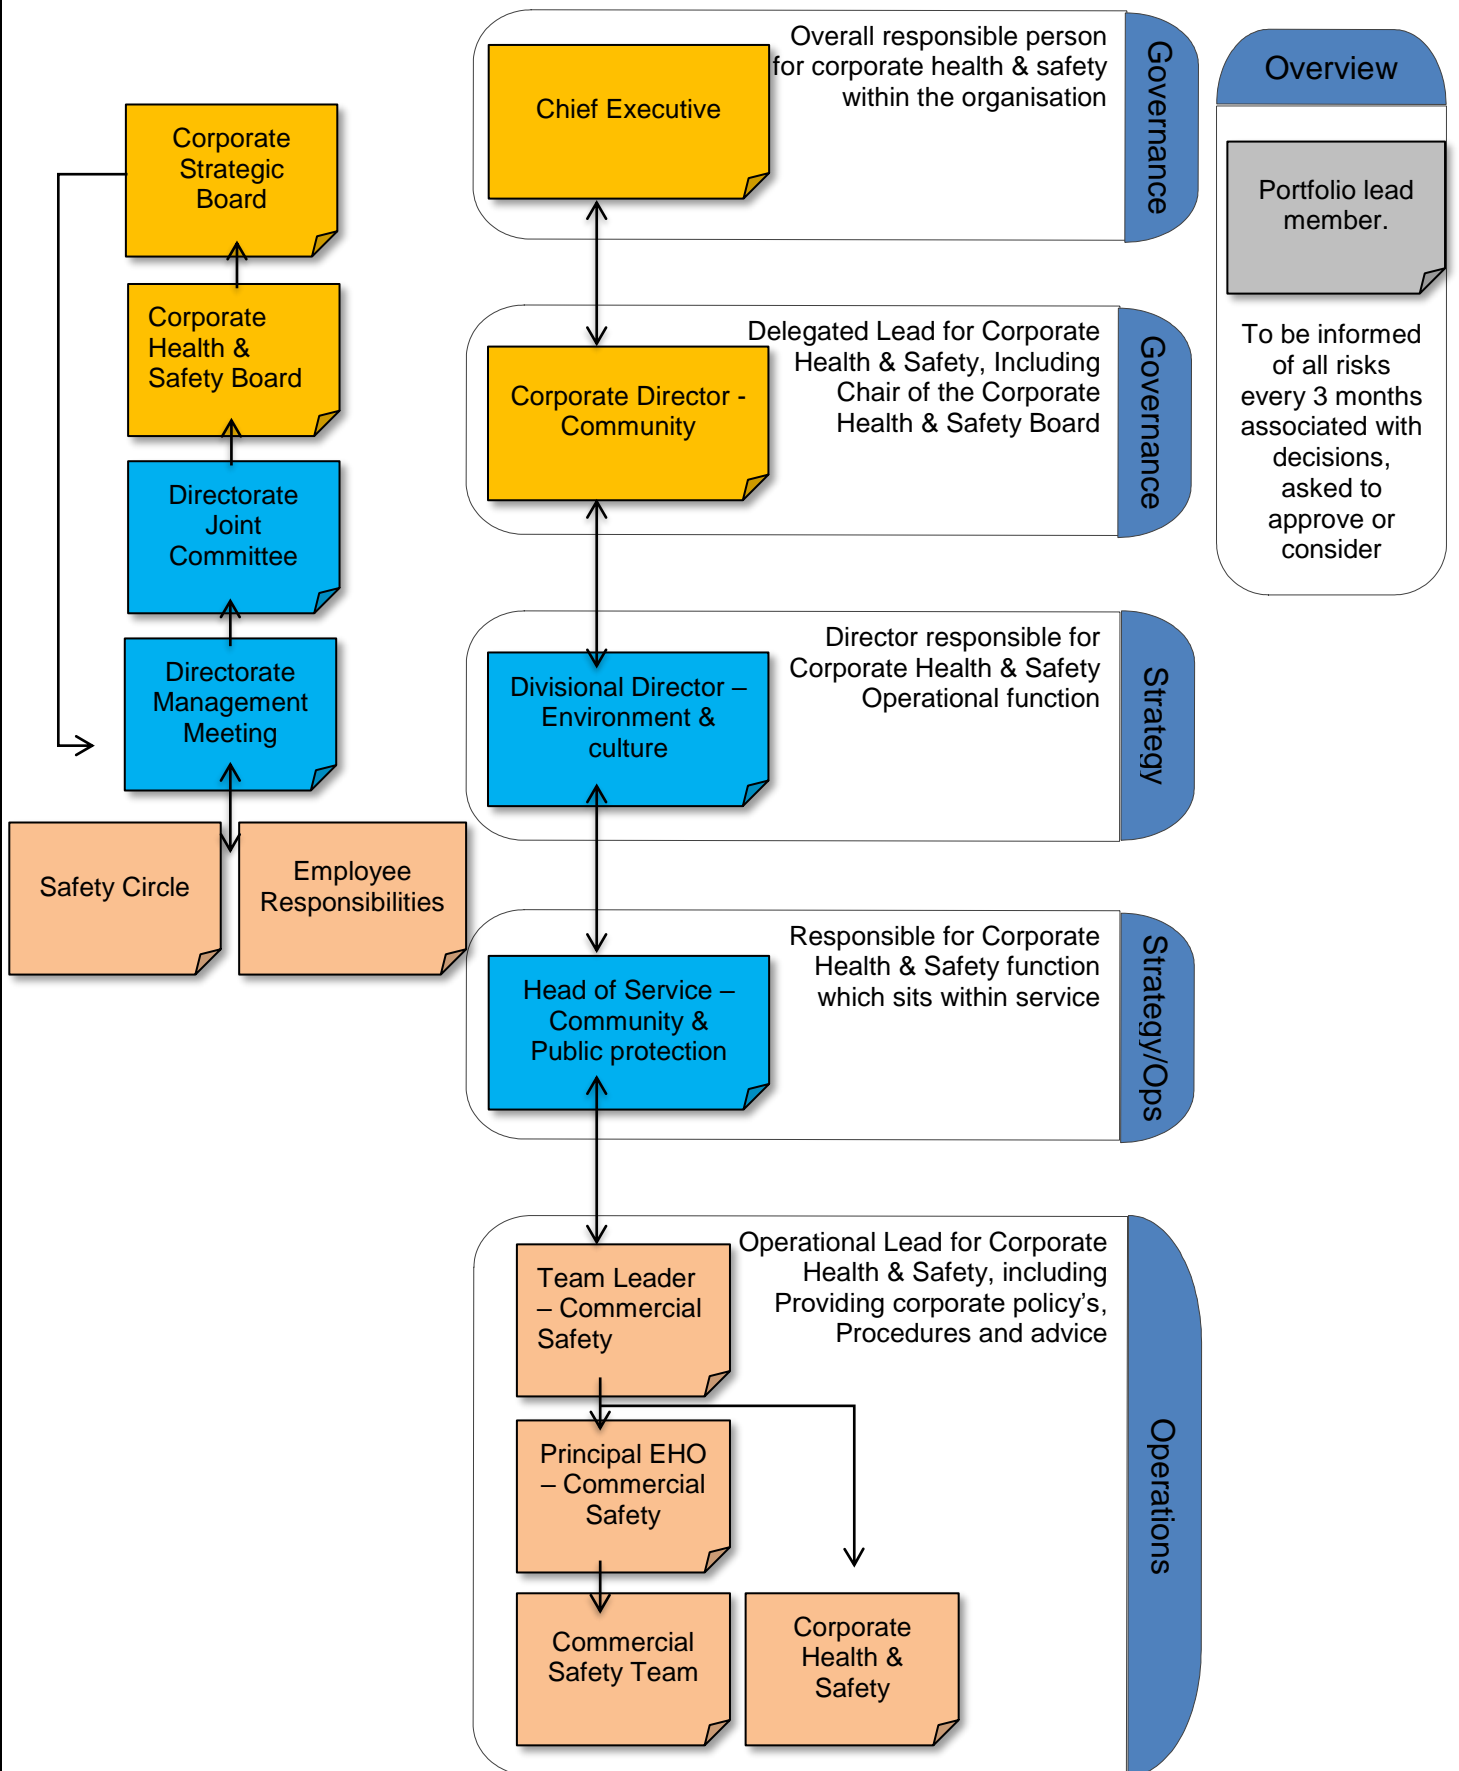 Corporate
Strategic
Board
Corporate
Health &
Safety Board
Directorate
Joint
Committee
Directorate
Management
Meeting
Safety Circle
Employee
Responsibilities
Chief Executive
Overall responsible person
for corporate health & safety
within the organisation
Governance
Corporate Director -
Community
Delegated Lead for Corporate
Health & Safety, Including
Chair of the Corporate
Health & Safety Board
Governance
Divisional Director –
Environment &
culture
Director responsible for
Corporate Health & Safety
Operational function
Strategy
Head of Service –
Community &
Public protection
Responsible for Corporate
Health & Safety function
which sits within service
Strategy/Ops
Team Leader
– Commercial
Safety
Operational Lead for Corporate
Health & Safety, including
Providing corporate policy’s,
Procedures and advice
Principal EHO
– Commercial
Safety
Commercial
Safety Team
Corporate
Health &
Safety
Operations
Overview
Portfolio lead
member.
To be informed
of all risks
every 3 months
associated with
decisions,
asked to
approve or
consider